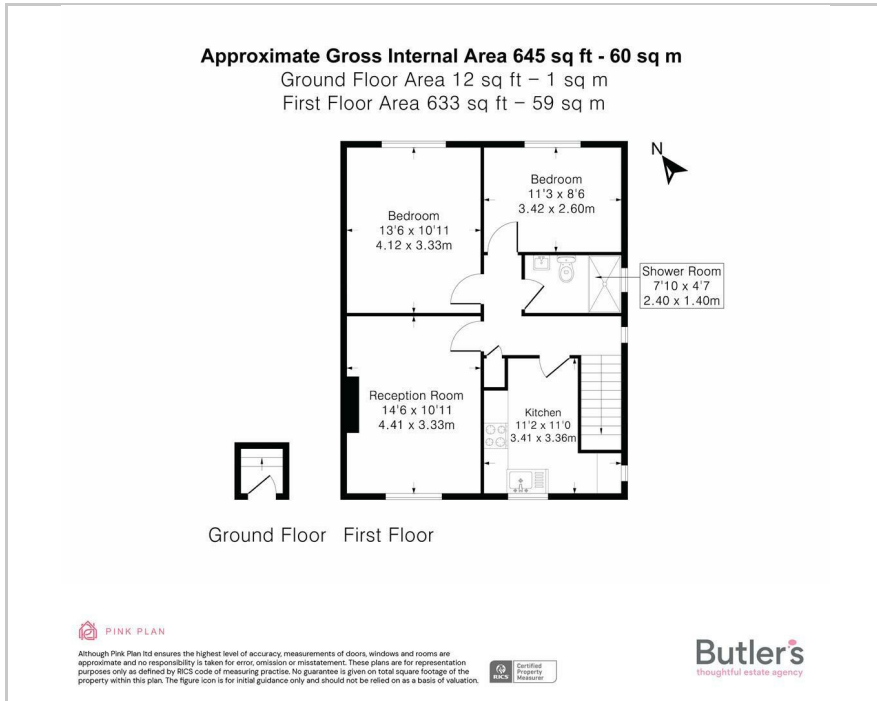 Approximate Gross Internal Area 645 sq ft - 60 sq m
Ground Floor Area 12 sq ft – 1 sq m
First Floor Area 633 sq ft – 59 sq m
N
Bedroom
11'3 x 8'6
3.42 x 2.60m
Bedroom
13'6 x 10'11
4.12 x 3.33m
Shower Room
7'10 x 4'7
2.40 x 1.40m
Reception Room
14'6 x 10'11
4.41 x 3.33m
Kitchen
11'2 x 11'0
3.41 x 3.36m
Ground Floor
First Floor
PINK PLAN
Although Pink Plan ltd ensures the highest level of accuracy, measurements of doors, windows and rooms are
approximate and no responsibility is taken for error, omission or misstatement. These plans are for representation
purposes only as defined by RICS code of measuring practise. No guarantee is given on total square footage of the
property within this plan. The figure icon is for initial guidance only and should not be relied on as a basis of valuation.
RICS
Certified
Property
Measurer
Butler's
thoughtful estate agency